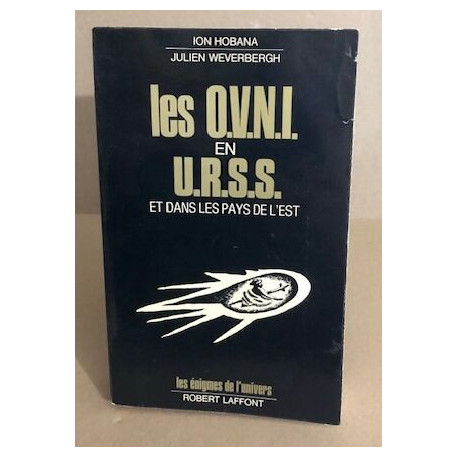 ION HOBANA
JULIEN WEVERBERGH
les O.V.N.I.
EN
U.R.S.S.
ET DANS LES PAYS DE L'EST
les énigmes de l'univers
ROBERT LAFFONT